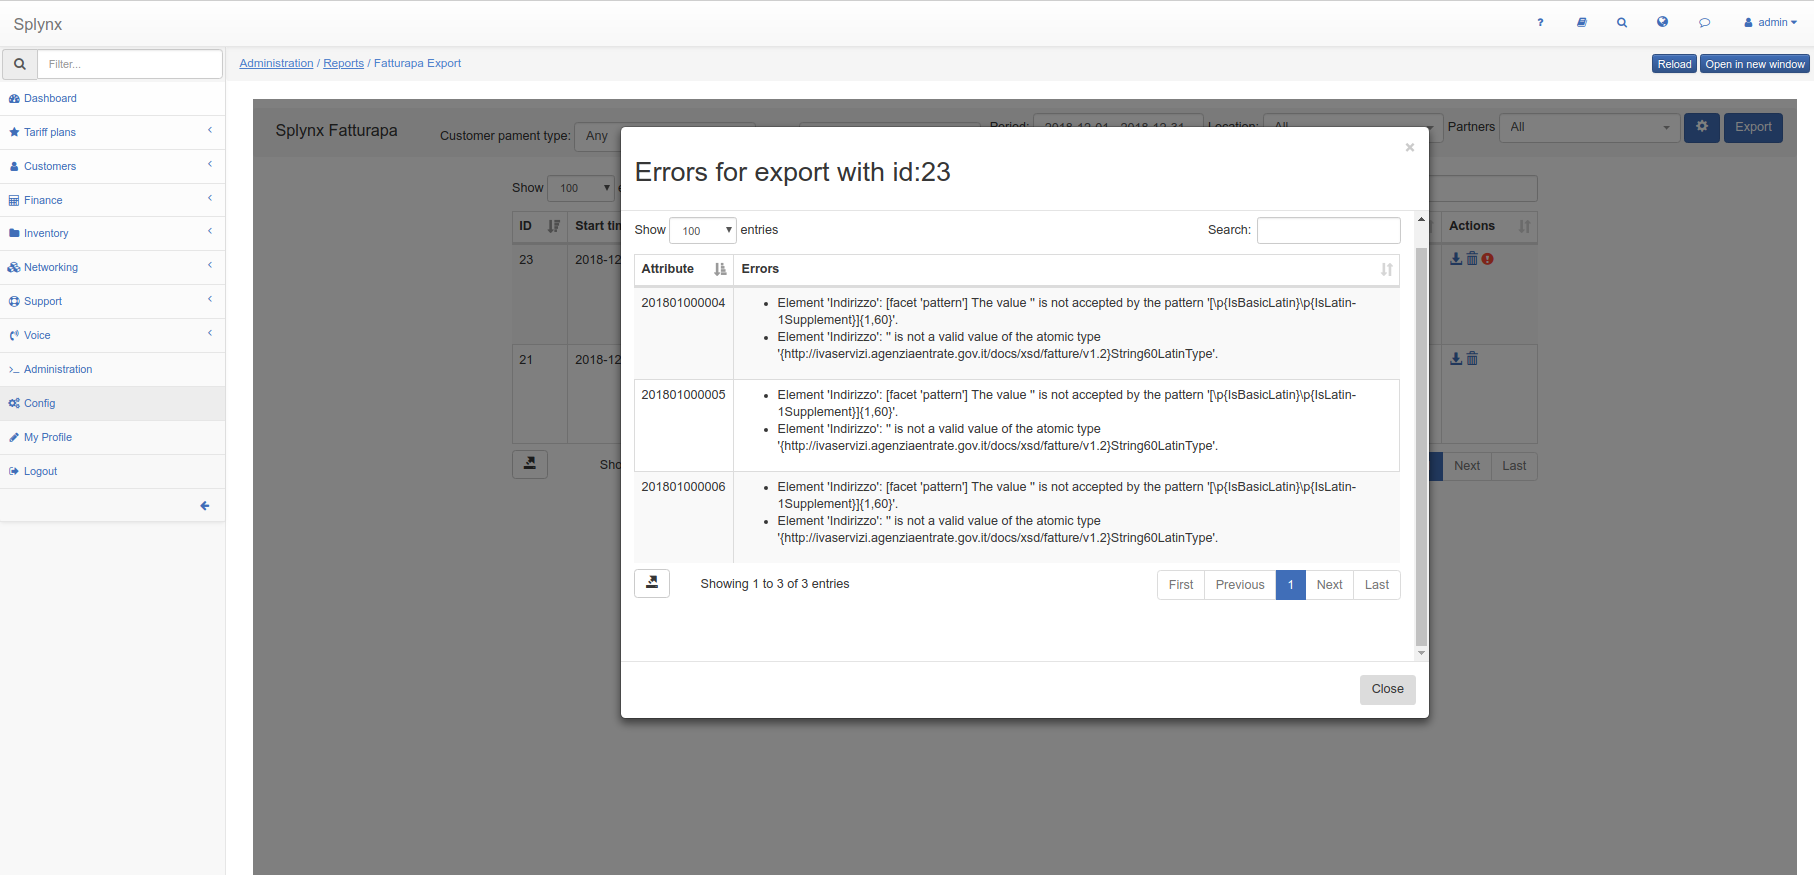 Splynx
?
admin
Filter...
Administration / Reports / Fatturapa Export
Reload
Open in new window
Dashboard
Tariff plans
Customers
Finance
Inventory
Networking
Support
Voice
Administration
Config
My Profile
Logout
Splynx Fatturapa
Customer pament type:
Any
Period:
2018-12-01 - 2018-12-31
Location:
All
Partners
All
Export
Show
100
ID
Start tim
Actions
23
2018-12
21
2018-12
Sho
Next
Last
Errors for export with id:23
×
Show
100
entries
Search:
Attribute
Errors
201801000004
• Element 'Indirizzo': [facet 'pattern'] The value '' is not accepted by the pattern '[\p{IsBasicLatin}\p{IsLatin-
1Supplement}]{1,60}'.
• Element 'Indirizzo': '' is not a valid value of the atomic type
'{http://ivaservizi.agenziaentrate.gov.it/docs/xsd/fatture/v1.2}String60LatinType'.
201801000005
• Element 'Indirizzo': [facet 'pattern'] The value '' is not accepted by the pattern '[\p{IsBasicLatin}\p{IsLatin-
1Supplement}]{1,60}'.
• Element 'Indirizzo': '' is not a valid value of the atomic type
'{http://ivaservizi.agenziaentrate.gov.it/docs/xsd/fatture/v1.2}String60LatinType'.
201801000006
• Element 'Indirizzo': [facet 'pattern'] The value '' is not accepted by the pattern '[\p{IsBasicLatin}\p{IsLatin-
1Supplement}]{1,60}'.
• Element 'Indirizzo': '' is not a valid value of the atomic type
'{http://ivaservizi.agenziaentrate.gov.it/docs/xsd/fatture/v1.2}String60LatinType'.
Showing 1 to 3 of 3 entries
First
Previous
1
Next
Last
Close